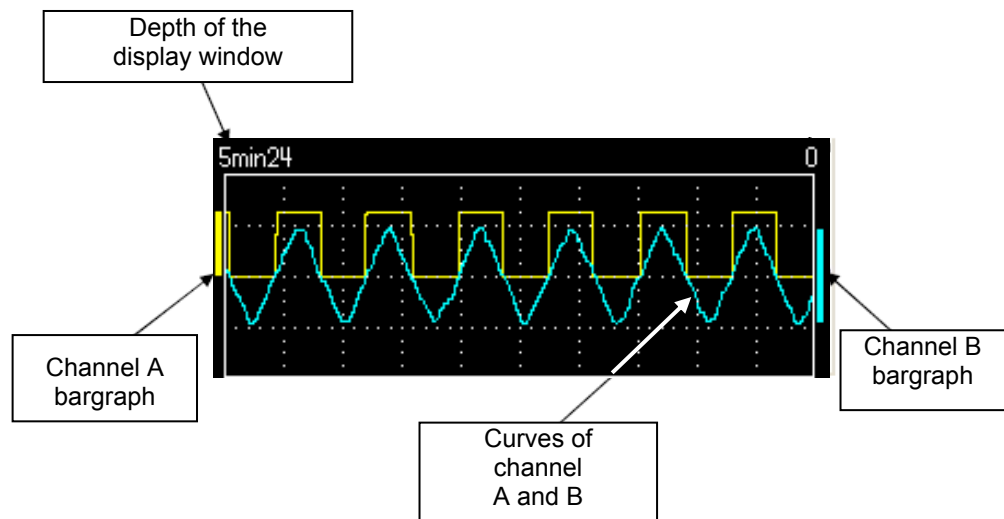 Depth of the
display window
5min24
0
Channel A
bargraph
Channel B
bargraph
Curves of
channel
A and B